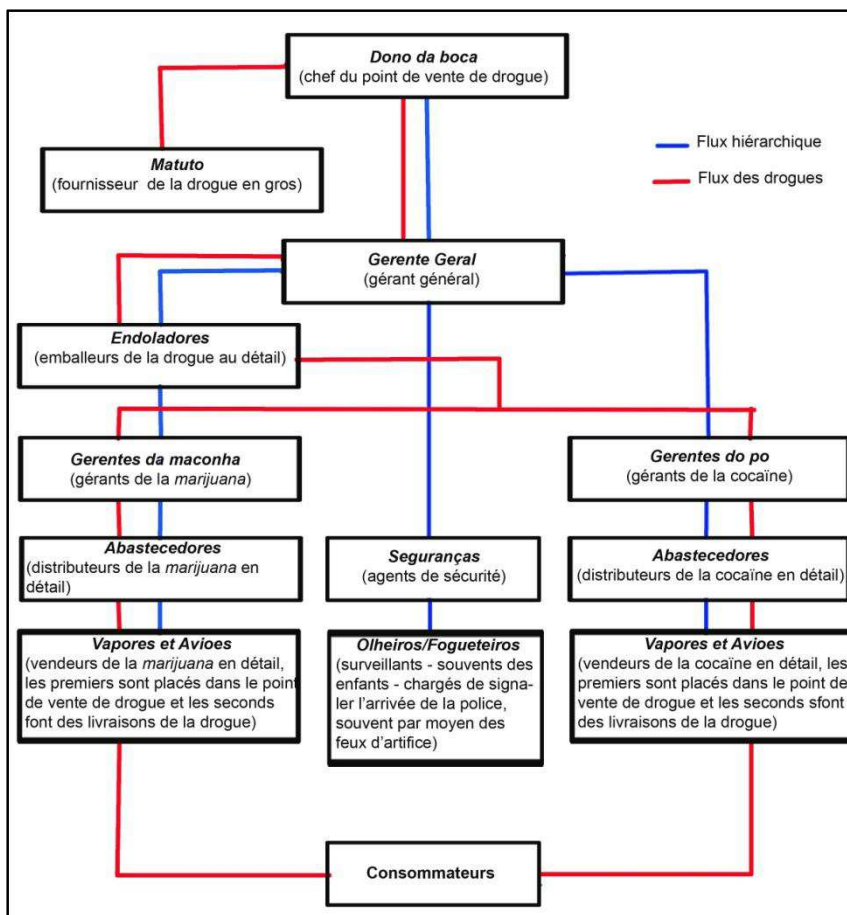 Dono da boca
(chef du point de vente de drogue)
Flux hiérarchique
Matuto
(fournisseur de la drogue en gros)
Flux des drogues
Gerente Geral
(gérant général)
Endoladores
(emballeurs de la drogue au détail)
Gerentes da maconha
(gérants de la marijuana)
Gerentes do po
(gérants de la cocaïne)
Abastecedores
(distributeurs de la marijuana en
détail)
Seguranças
(agents de sécurité)
Abastecedores
(distributeurs de la cocaïne en détail)
Vapores et Avioes
(vendeurs de la marijuana en détail,
les premiers sont placés dans le point
de vente de drogue et les seconds
font des livraisons de la drogue)
Olheiros/Fogueteiros
(surveillants - souvents des
enfants - chargés de signa-
ler l'arrivée de la police,
souvent par moyen des
feux d'artifice)
Vapores et Avioes
(vendeurs de la cocaïne en détail, les
premiers sont placés dans le point de
vente de drogue et les seconds sfont
des livraisons de la drogue)
Consommateurs